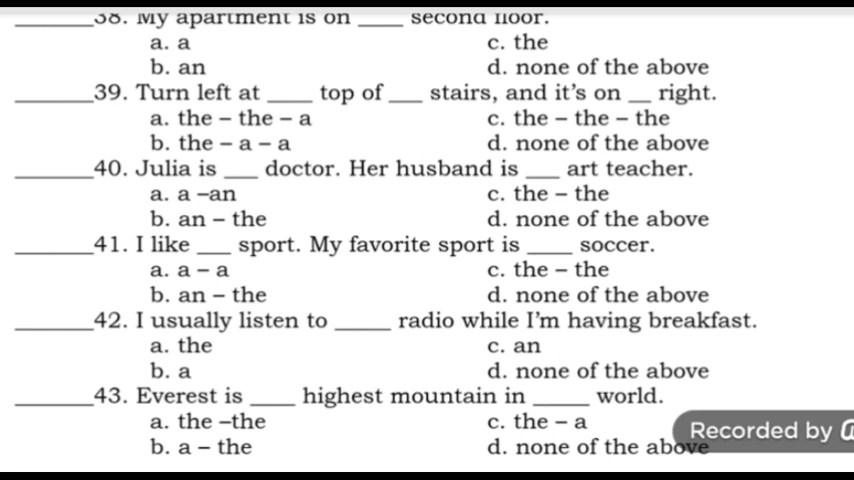 _______38. My apartment is on ____ second floor.
a. a c. the
b. an d. none of the above
_______39. Turn left at ____ top of ___ stairs, and it's on __ right.
a. the – the – a c. the – the – the
b. the – a – a d. none of the above
_______40. Julia is ___ doctor. Her husband is ___ art teacher.
a. a –an c. the – the
b. an – the d. none of the above
_______41. I like ___ sport. My favorite sport is ____ soccer.
a. a – a c. the – the
b. an – the d. none of the above
_______42. I usually listen to _____ radio while I'm having breakfast.
a. the c. an
b. a d. none of the above
_______43. Everest is ____ highest mountain in _____ world.
a. the –the c. the – a
b. a – the d. none of the above
Recorded by